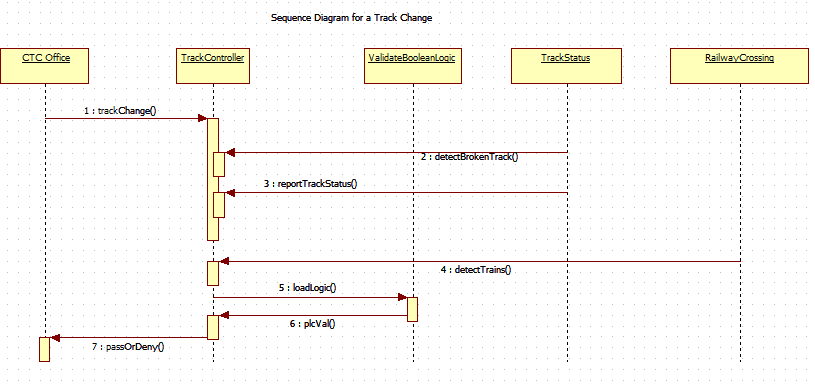 Sequence Diagram for a Track Change
CTC Office
TrackController
ValidateBooleanLogic
TrackStatus
RailwayCrossing
1 : trackChange()
2 : detectBrokenTrack()
3 : reportTrackStatus()
4 : detectTrains()
5 : loadLogic()
6 : plcVal()
7 : passOrDeny()